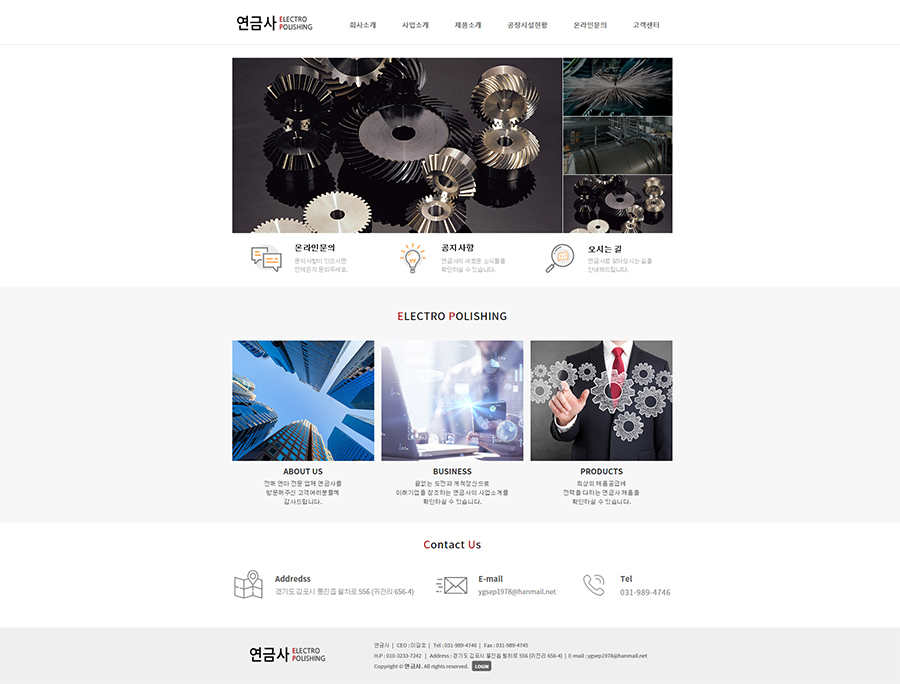 연금사 ELECTRO POLISHING
회사소개 사업소개 제품소개 공장시설현황 온라인문의 고객센터
온라인문의
문의사항이 있으시면
언제든지 문의주세요.
공지사항
연금사의 새로운 소식들을
확인하실 수 있습니다.
오시는 길
연금사로 찾아오시는 길을
안내해드립니다.
ELECTRO POLISHING
ABOUT US
전해 연마 전문 업체 연금사를
방문해주신 고객여러분들께
감사드립니다.
BUSINESS
끝없는 도전과 개척정신으로
미래기업을 창조하는 연금사의 사업소개를
확인하실 수 있습니다.
PRODUCTS
최상의 제품공급에
전력을 다하는 연금사 제품을
확인하실 수 있습니다.
Contact Us
Addredss
경기도 김포시 통진읍 월하로 556 (귀전리 656-4)
E-mail
ygsep1978@hanmail.net
Tel
031-989-4746
연금사 ELECTRO POLISHING
연금사 | CEO : 이길호 | Tel : 031-989-4746 | Fax : 031-989-4745
H.P : 010-3233-7242 | Address : 경기도 김포시 통진읍 월하로 556 (귀전리 656-4) | E-mail : ygsep1978@hanmail.net
Copyright © 연금사. All rights reserved. LOGIN